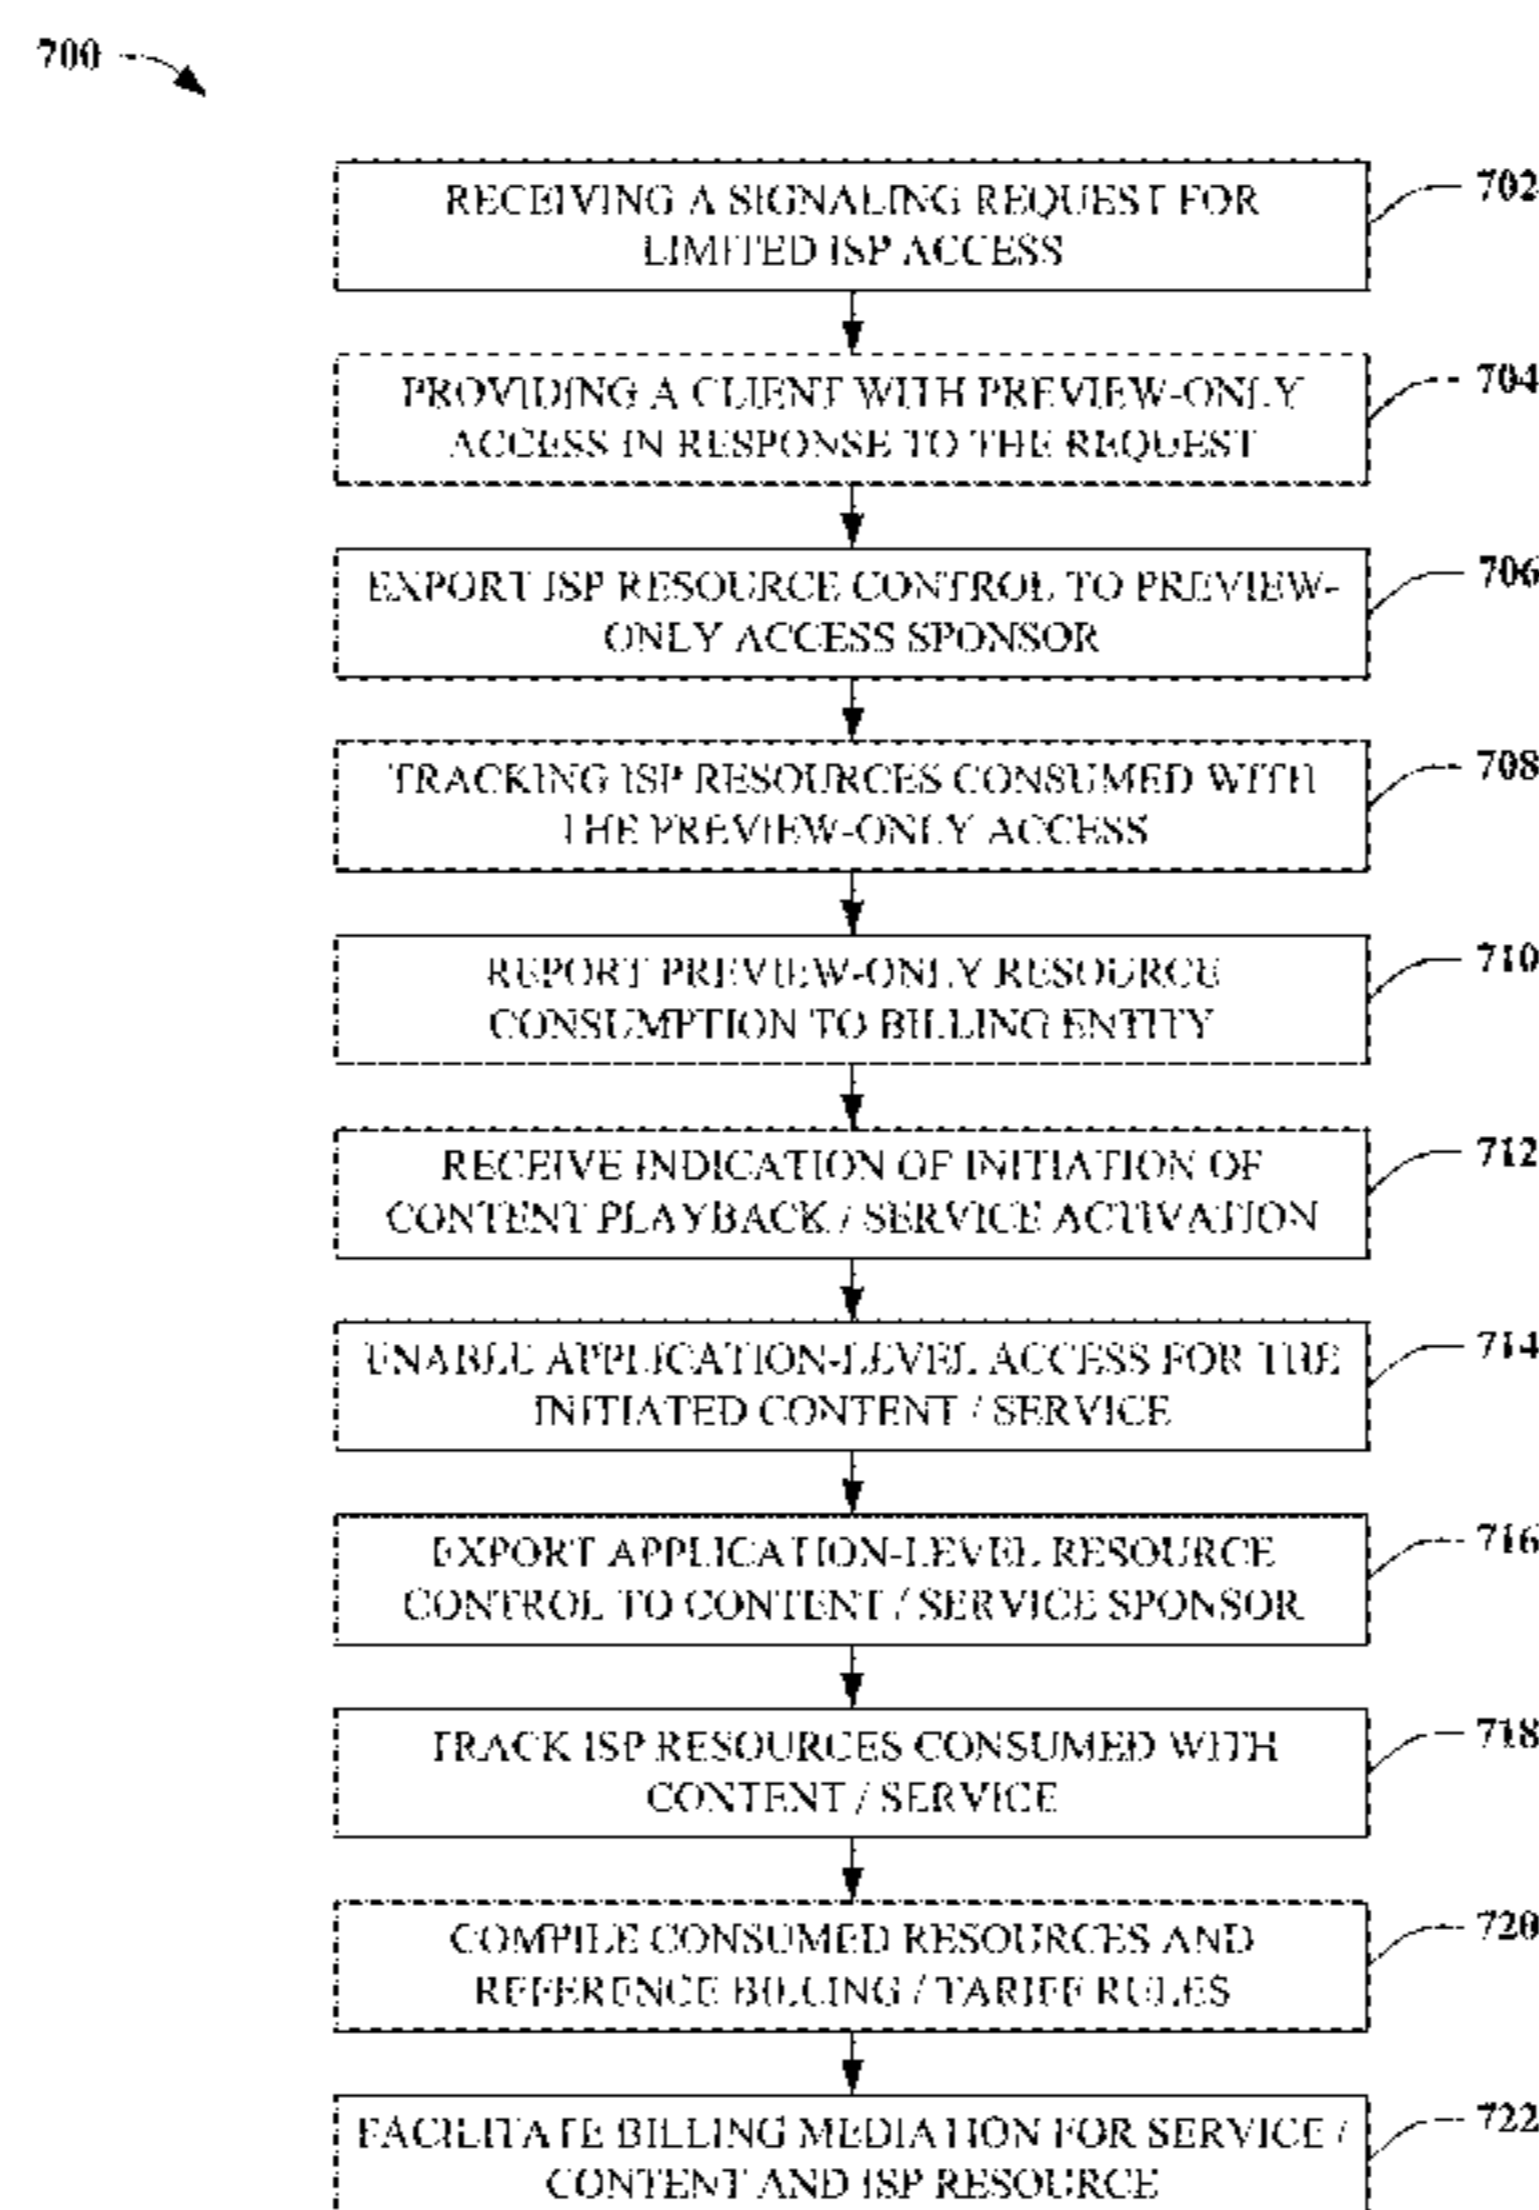 700
RECEIVING A SIGNALING REQUEST FOR
LIMITED ISP ACCESS
702
PROVIDING A CLIENT WITH PREVIEW-ONLY
ACCESS IN RESPONSE TO THE REQUEST
704
EXPORT ISP RESOURCE CONTROL TO PREVIEW-
ONLY ACCESS SPONSOR
706
TRACKING ISP RESOURCES CONSUMED WITH
THE PREVIEW-ONLY ACCESS
708
REPORT PREVIEW-ONLY RESOURCE
CONSUMPTION TO BILLING ENTITY
710
RECEIVE INDICATION OF INITIATION OF
CONTENT PLAYBACK / SERVICE ACTIVATION
712
ENABLE APPLICATION-LEVEL ACCESS FOR THE
INITIATED CONTENT / SERVICE
714
EXPORT APPLICATION-LEVEL RESOURCE
CONTROL TO CONTENT / SERVICE SPONSOR
716
TRACK ISP RESOURCES CONSUMED WITH
CONTENT / SERVICE
718
COMPILE CONSUMED RESOURCES AND
REFERENCE BILLING / TARIFF RULES
720
FACILITATE BILLING MEDIATION FOR SERVICE /
CONTENT AND ISP RESOURCE
722